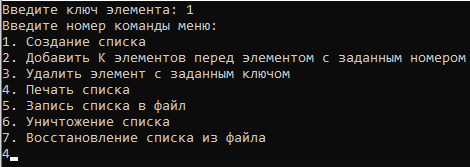 Введите ключ элемента: 1
Введите номер команды меню:
1. Создание списка
2. Добавить К элементов перед элементом с заданным номером
3. Удалить элемент с заданным ключом
4. Печать списка
5. Запись списка в файл
6. Уничтожение списка
7. Восстановление списка из файла
4